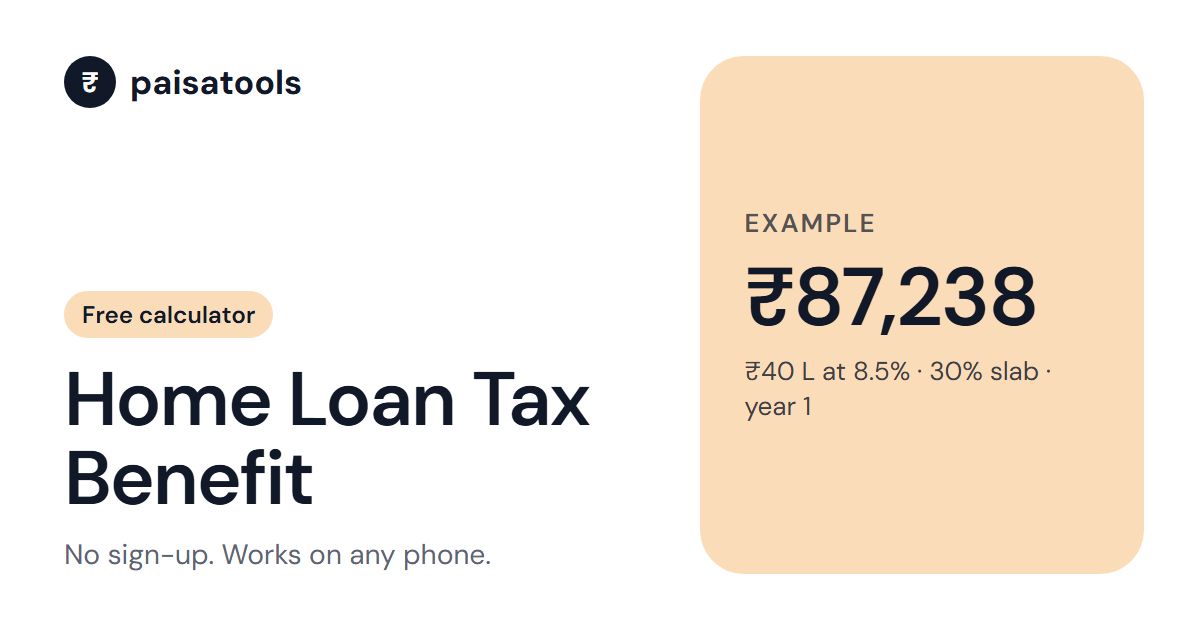 ₹ paisatools
Free calculator
Home Loan Tax
Benefit
No sign-up. Works on any phone.
EXAMPLE
₹87,238
₹40 L at 8.5% · 30% slab ·
year 1